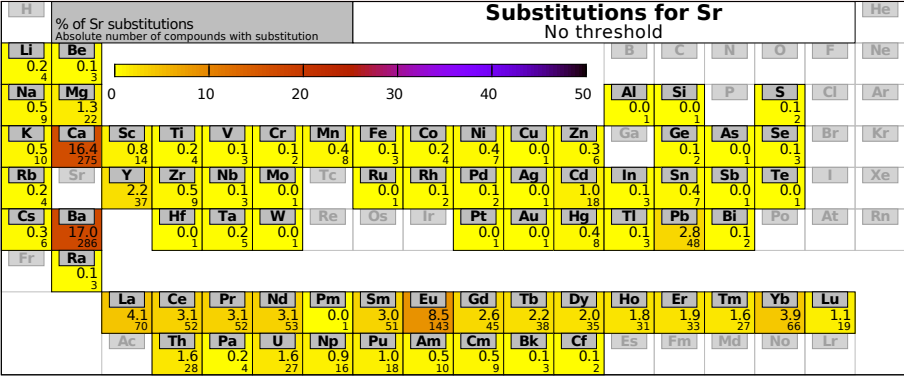 H He
Substitutions for Sr
No threshold
% of Sr substitutions
Absolute number of compounds with substitution
Li Be B C N O F Ne
0.2 0.1
4 3
0 10 20 30 40 50
Na Mg Al Si P S Cl Ar
0.5 1.3 0.0 0.0 0.1
9 22 1 1 2
K Ca Sc Ti V Cr Mn Fe Co Ni Cu Zn Ga Ge As Se Br Kr
0.5 16.4 0.8 0.2 0.1 0.1 0.4 0.1 0.2 0.4 0.0 0.3 0.1 0.0 0.1
10 275 14 4 3 2 8 3 4 7 1 6 2 1 3
Rb Sr Y Zr Nb Mo Tc Ru Rh Pd Ag Cd In Sn Sb Te I Xe
0.2 2.2 0.5 0.1 0.0 0.0 0.1 0.1 0.0 1.0 0.1 0.4 0.0 0.0
4 37 9 3 1 1 2 2 1 18 3 7 1 1
Cs Ba Hf Ta W Re Os Ir Pt Au Hg Tl Pb Bi Po At Rn
0.3 17.0 0.0 0.2 0.0 0.0 0.0 0.4 0.1 2.8 0.1
6 286 1 5 1 1 1 8 3 48 2
Fr Ra
0.1
3
La Ce Pr Nd Pm Sm Eu Gd Tb Dy Ho Er Tm Yb Lu
4.1 3.1 3.1 3.1 0.0 3.0 8.5 2.6 2.2 2.0 1.8 1.9 1.6 3.9 1.1
70 52 52 53 1 51 143 45 38 35 31 33 27 66 19
Ac Th Pa U Np Pu Am Cm Bk Cf Es Fm Md No Lr
1.6 0.2 1.6 0.9 1.0 0.5 0.5 0.1 0.1
28 4 27 16 18 10 9 3 2